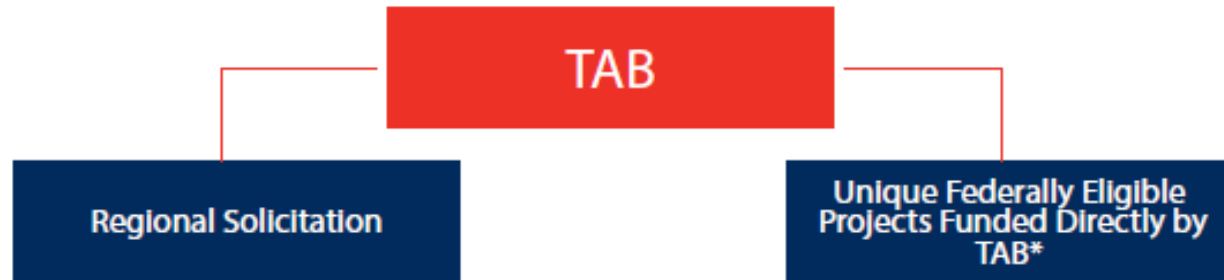 TAB
Regional Solicitation
Unique Federally Eligible
Projects Funded Directly by
TAB*